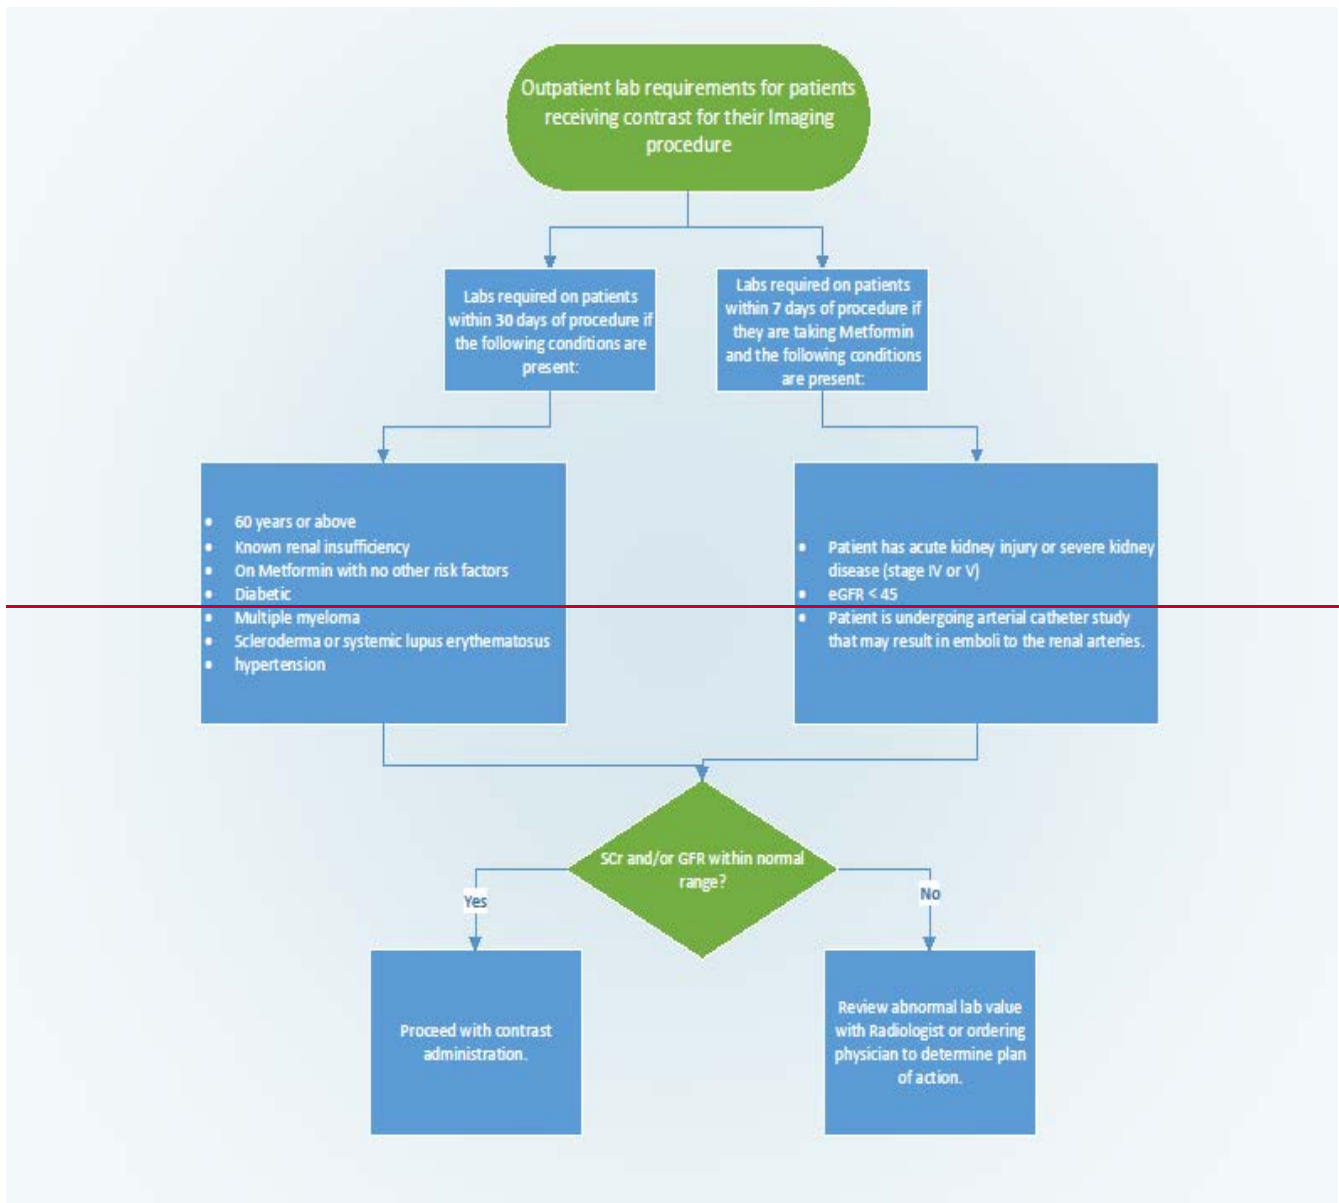 Outpatient lab requirements for patients
receiving contrast for their Imaging
procedure
Labs required on patients
within 30 days of procedure if
the following conditions are
present:
Labs required on patients
within 7 days of procedure if
they are taking Metformin
and the following conditions
are present:
• 60 years or above
• Known renal insufficiency
• On Metformin with no other risk factors
• Diabetic
• Multiple myeloma
• Scleroderma or systemic lupus erythematosus
• hypertension
• Patient has acute kidney injury or severe kidney
disease (stage IV or V)
• eGFR < 45
• Patient is undergoing arterial catheter study
that may result in emboli to the renal arteries.
SCr and/or GFR within normal
range?
Yes
No
Proceed with contrast
administration.
Review abnormal lab value
with Radiologist or ordering
physician to determine plan
of action.